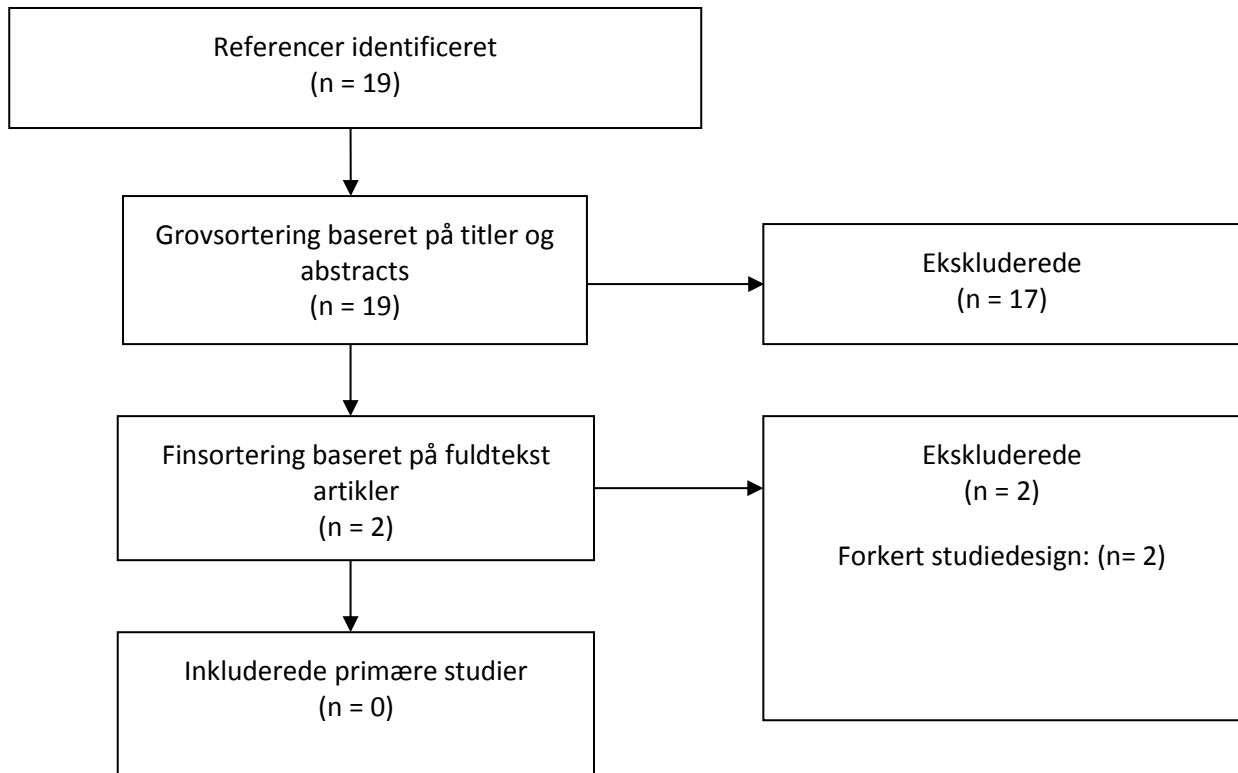 Referencer identificeret
(n = 19)
Grovsortering baseret på titler og
abstracts
(n = 19)
Ekskluderede
(n = 17)
Finsortering baseret på fuldtekst
artikler
(n = 2)
Ekskluderede
(n = 2)
Forkert studiedesign: (n= 2)
Inkluderede primære studier
(n = 0)